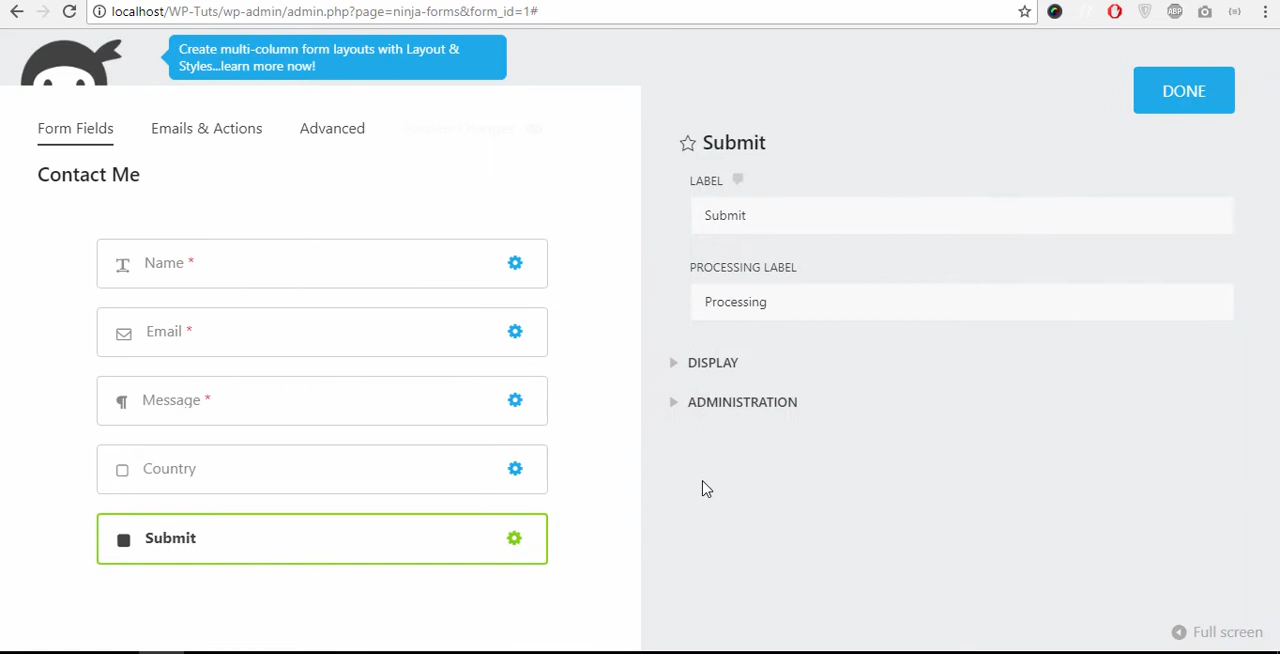 localhost/WP-Tuts/wp-admin/admin.php?page=ninja-forms&form_id=1#
ABP
Create multi-column form layouts with Layout &
Styles...learn more now!
DONE
Form Fields Emails & Actions Advanced
Submit
Contact Me
LABEL
Submit
Name *
PROCESSING LABEL
Processing
Email *
DISPLAY
Message *
ADMINISTRATION
Country
Submit
Full screen